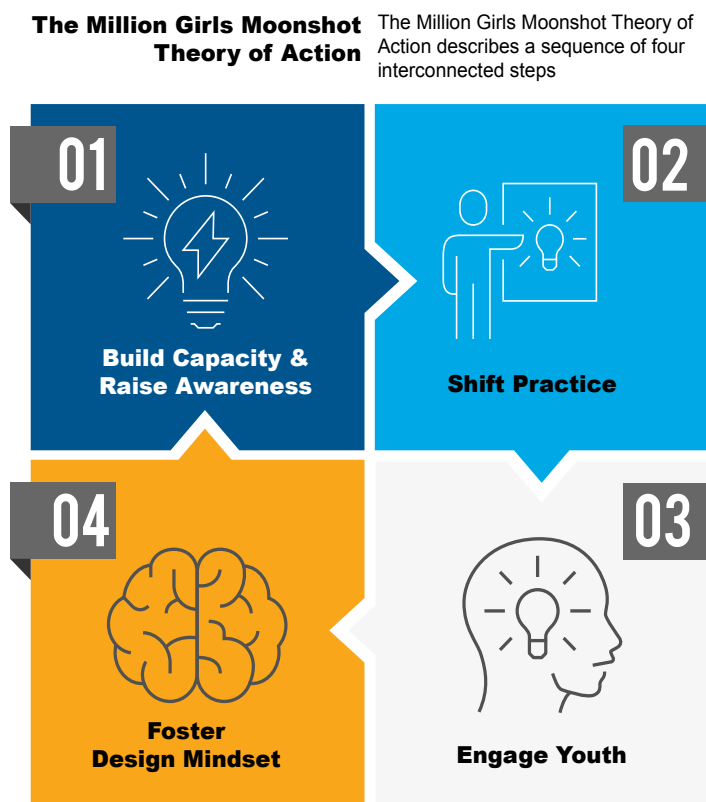 The Million Girls Moonshot
Theory of Action
The Million Girls Moonshot Theory of
Action describes a sequence of four
interconnected steps
01
Build Capacity &
Raise Awareness
02
Shift Practice
03
Engage Youth
04
Foster
Design Mindset